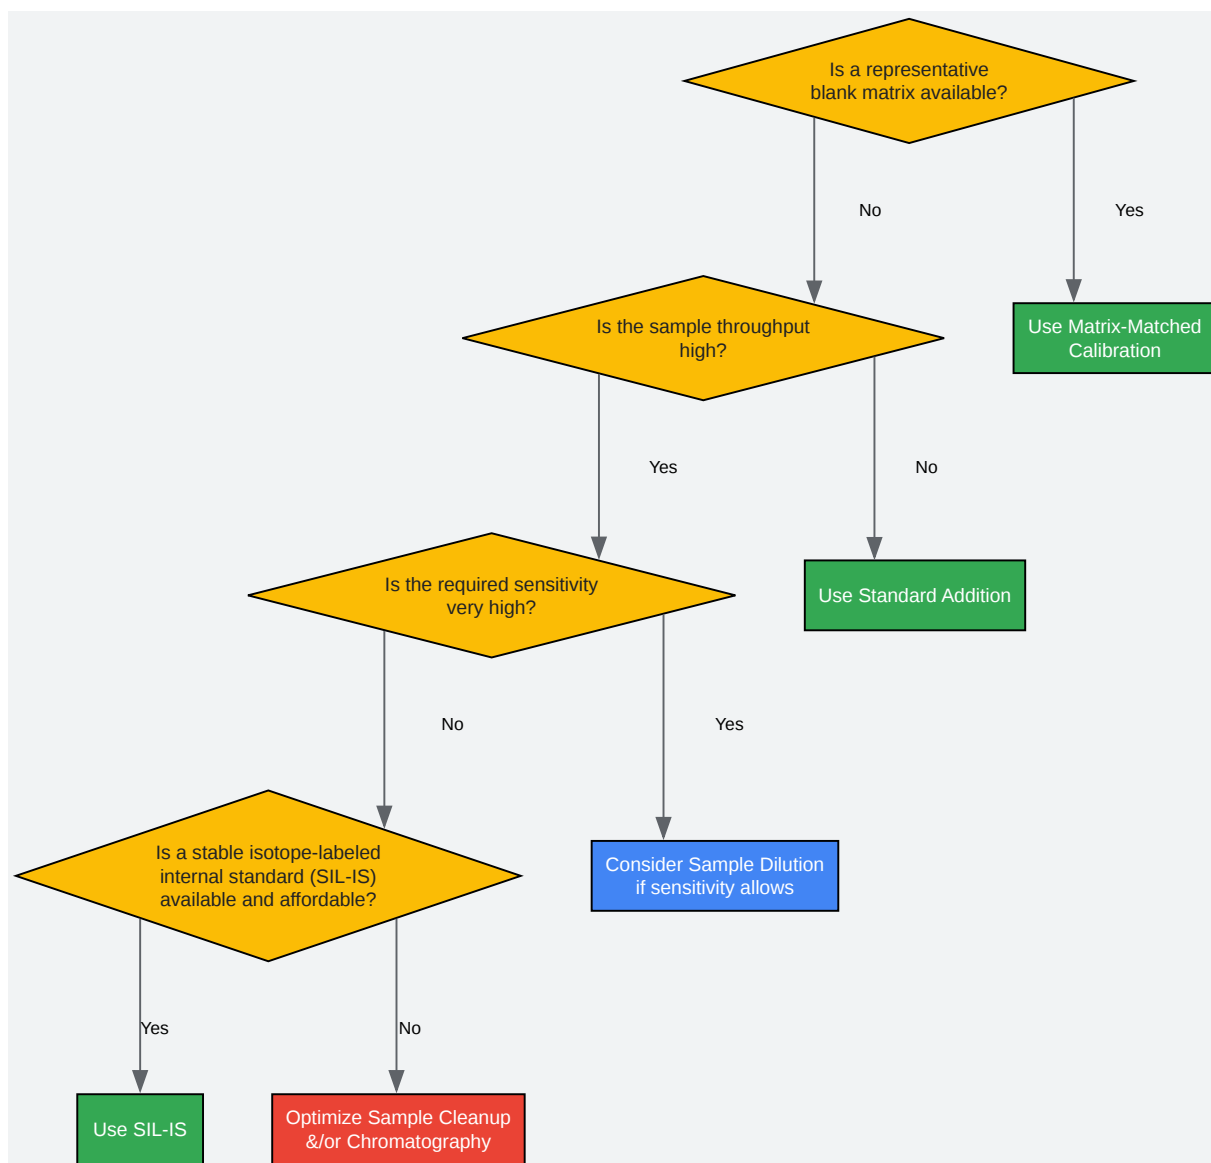 Is a representative
blank matrix available?
No
Yes
Is the sample throughput
high?
Use Matrix-Matched
Calibration
Yes
No
Is the required sensitivity
very high?
Use Standard Addition
No
Yes
Is a stable isotope-labeled
internal standard (SIL-IS)
available and affordable?
Consider Sample Dilution
if sensitivity allows
Yes
No
Use SIL-IS
Optimize Sample Cleanup
&/or Chromatography